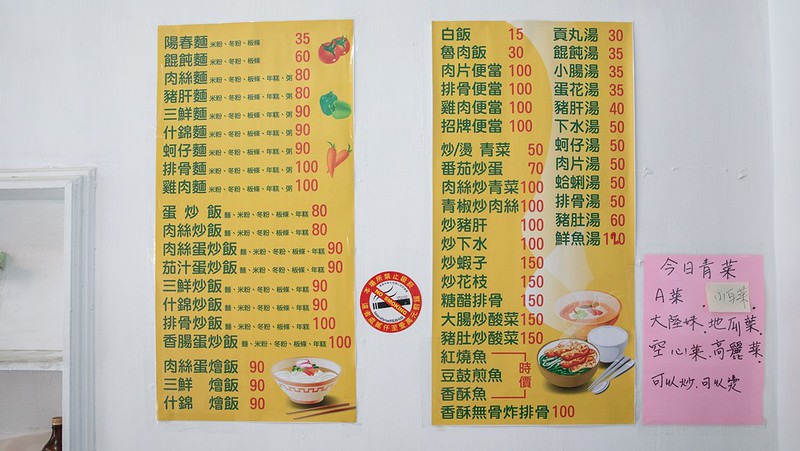 陽春麵 米粉、冬粉、板條 35
餛飩麵 米粉、冬粉、板條 60
肉絲麵 米粉、冬粉、板條、年糕、粥 80
豬肝麵 米粉、冬粉、板條、年糕、粥 80
三鮮麵 米粉、冬粉、板條、年糕、粥 90
什錦麵 米粉、冬粉、板條、年糕、粥 90
蚵仔麵 米粉、冬粉、板條、年糕、粥 90
排骨麵 米粉、冬粉、板條、年糕、粥 100
雞肉麵 米粉、冬粉、板條、年糕、粥 100
蛋炒飯 麵、米粉、冬粉、板條、年糕 80
肉絲炒飯 麵、米粉、冬粉、板條、年糕 80
肉絲蛋炒飯 麵、米粉、冬粉、板條、年糕 90
茄汁蛋炒飯 麵、米粉、冬粉、板條、年糕 90
三鮮炒飯 麵、米粉、冬粉、板條、年糕 90
什錦炒飯 麵、米粉、冬粉、板條、年糕 90
排骨炒飯 麵、米粉、冬粉、板條、年糕 100
香腸蛋炒飯 麵、米粉、冬粉、板條、年糕 100
肉絲蛋燴飯 90
三鮮 燴飯 90
什錦 燴飯 90
本場所禁止吸菸
NO SMOKING
白飯 15
魯肉飯 30
肉片便當 100
排骨便當 100
雞肉便當 100
招牌便當 100
炒/燙 青菜 50
番茄炒蛋 70
肉絲炒青菜 100
青椒炒肉絲 100
炒豬肝 100
炒下水 100
炒蝦子 150
炒花枝 150
糖醋排骨 150
大腸炒酸菜 150
豬肚炒酸菜 150
紅燒魚
豆鼓煎魚 時價
香酥魚
香酥無骨炸排骨 100
貢丸湯 30
餛飩湯 35
小腸湯 35
蛋花湯 35
豬肝湯 40
下水湯 50
蚵仔湯 50
肉片湯 50
蛤蜊湯 50
排骨湯 50
豬肚湯 60
鮮魚湯
今日青菜
A菜. 小白菜.
大陸妹. 地瓜菜.
空心菜. 高麗菜.
可以炒. 可以燙